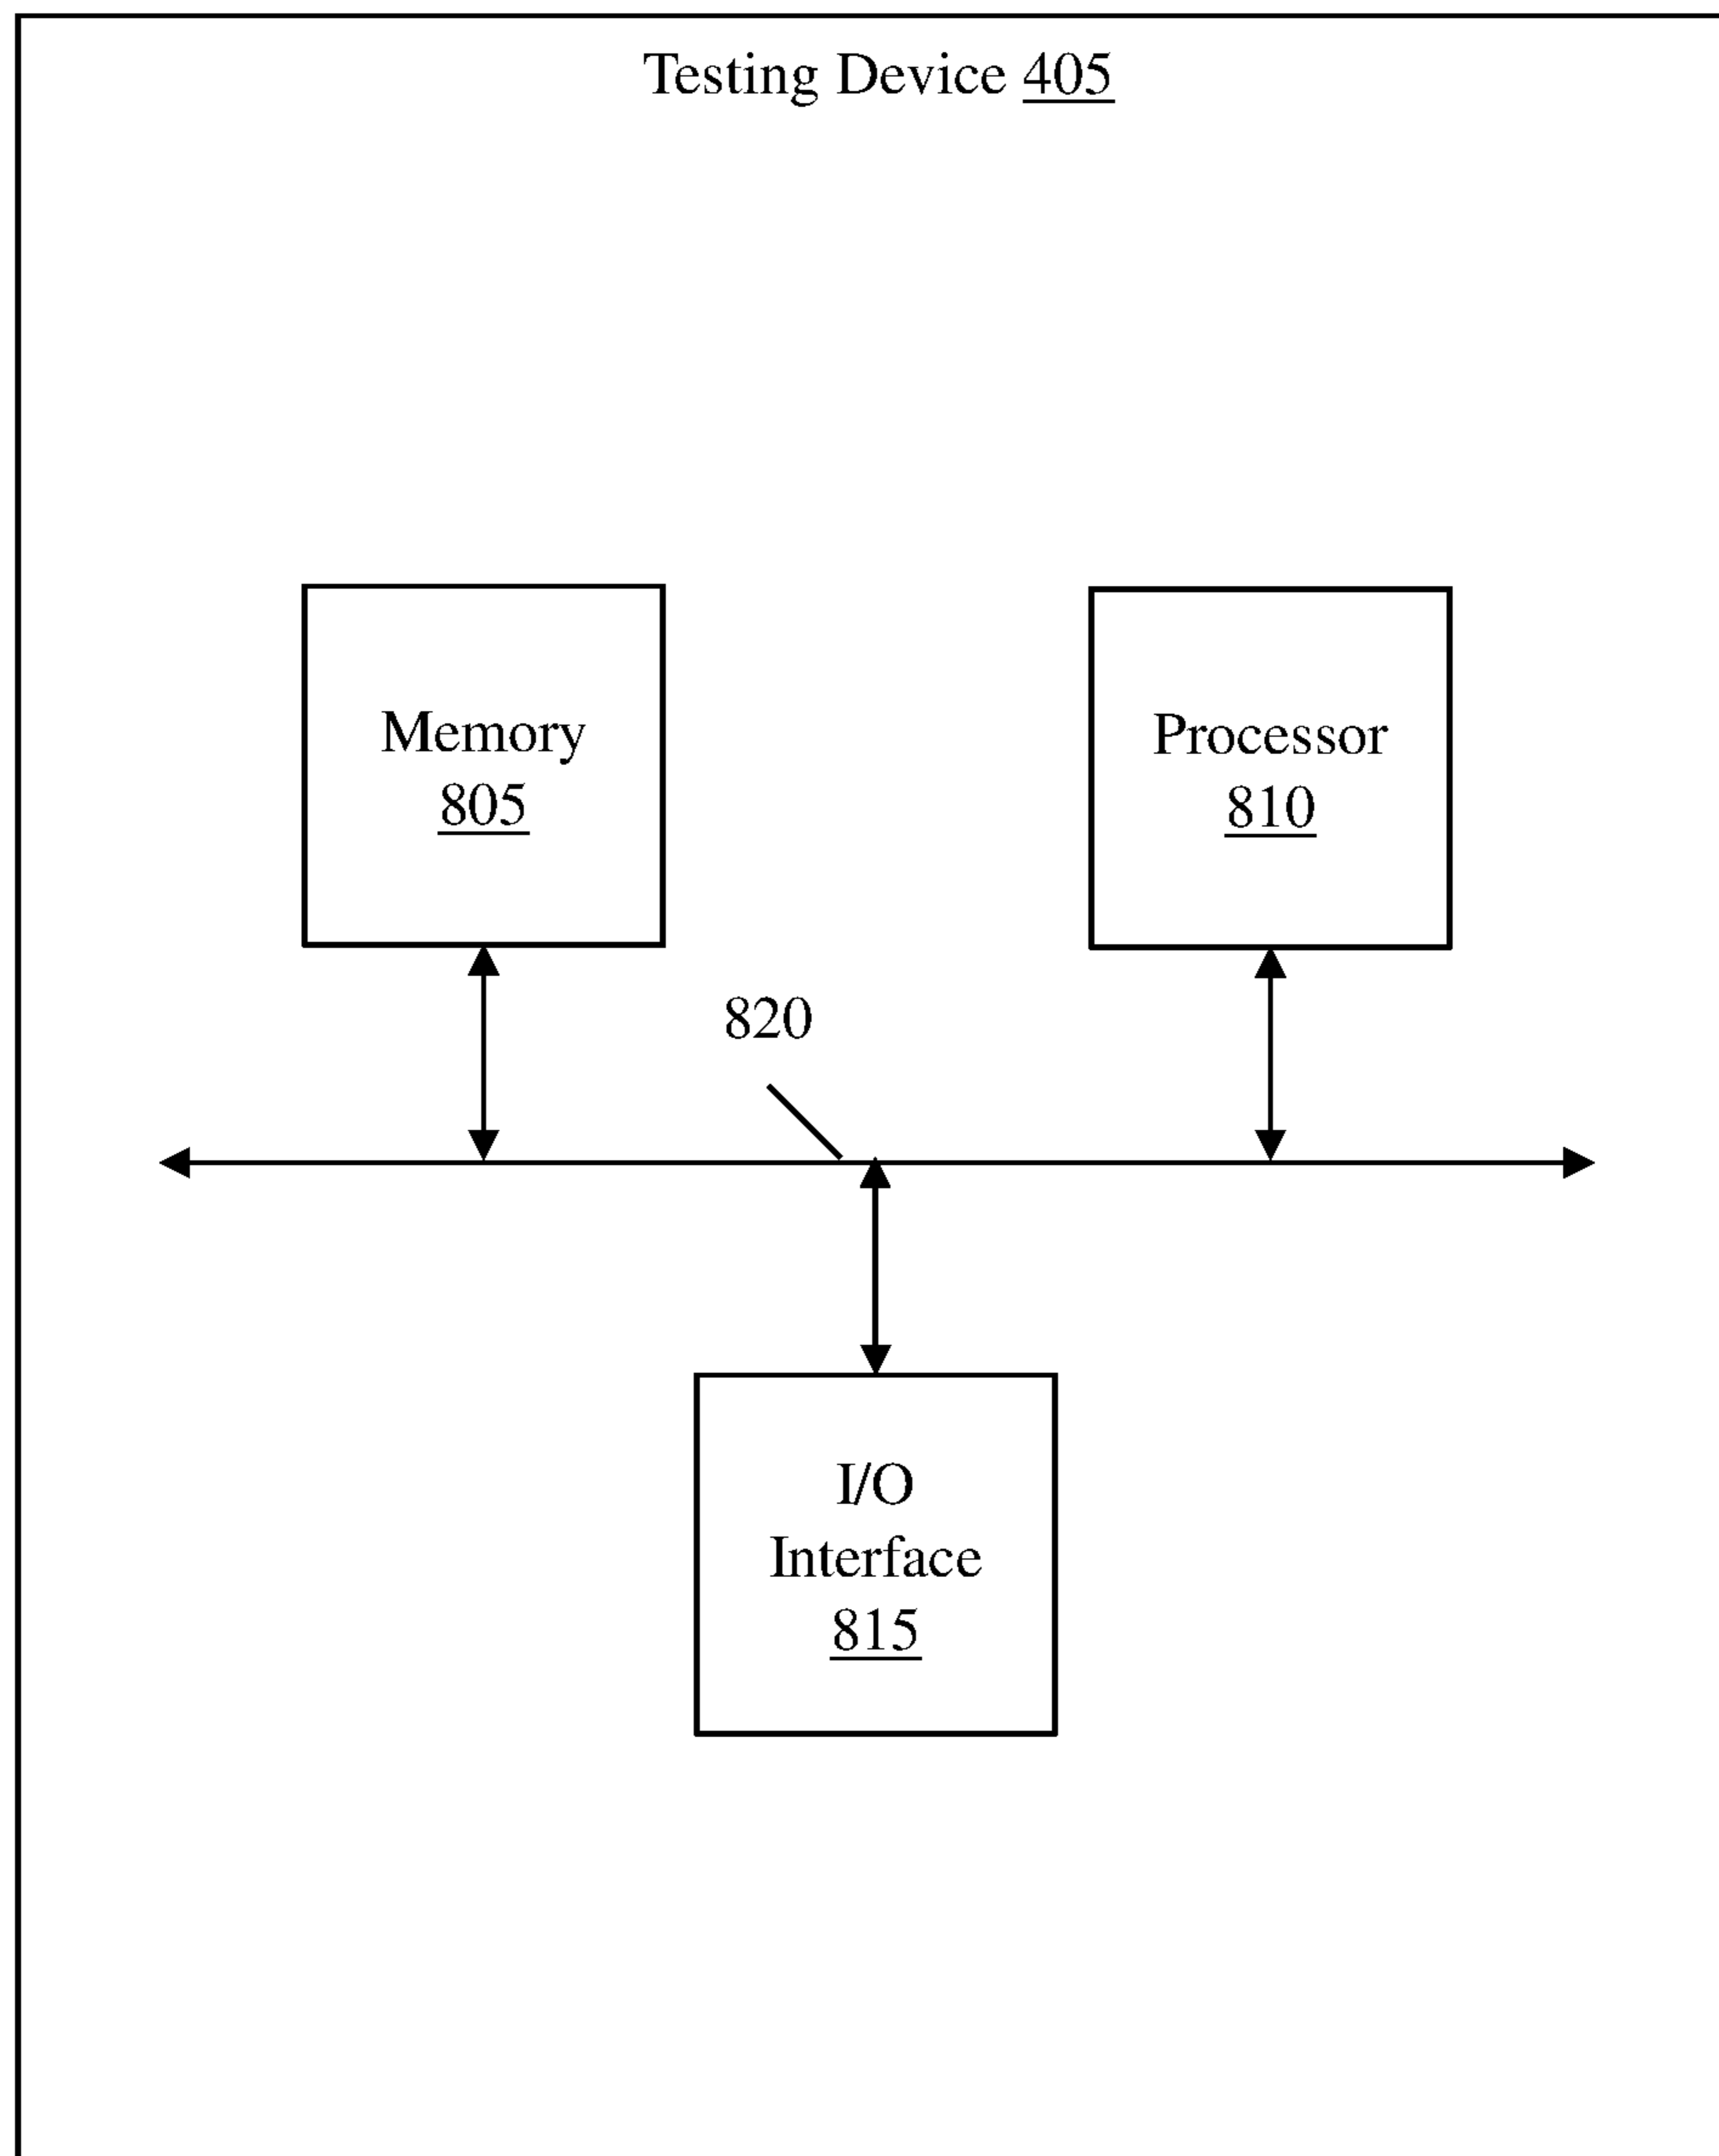 Testing Device 405
Memory
805
Processor
810
820
I/O
Interface
815